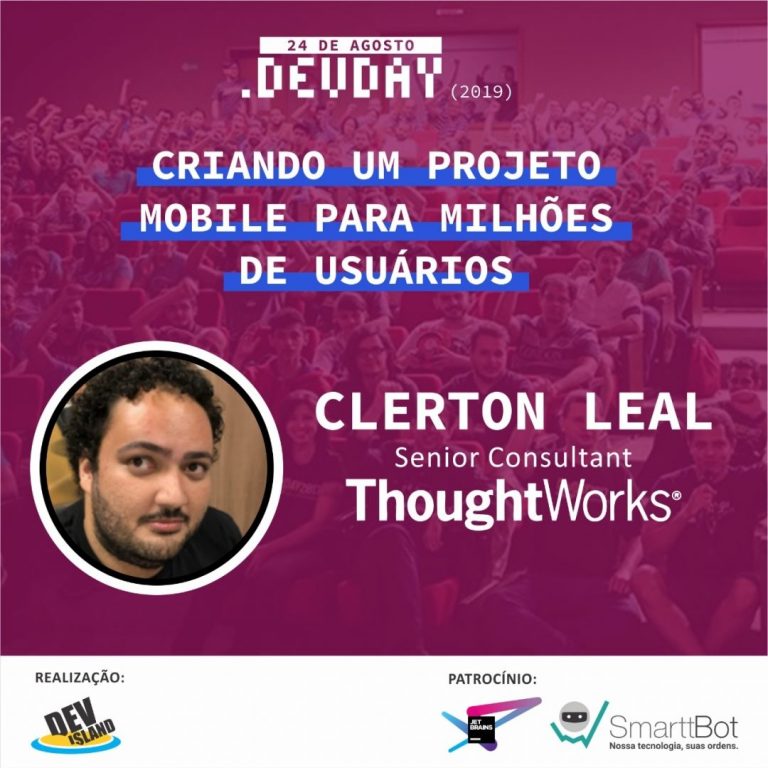 24 DE AGOSTO
.DEVDAY (2019)
CRIANDO UM PROJETO
MOBILE PARA MILHÕES
DE USUÁRIOS
CLERTON LEAL
Senior Consultant
ThoughtWorks®
REALIZAÇÃO:
DEV
ISLAND
PATROCÍNIO:
JET
BRAINS
SmarttBot
Nossa tecnologia, suas ordens.